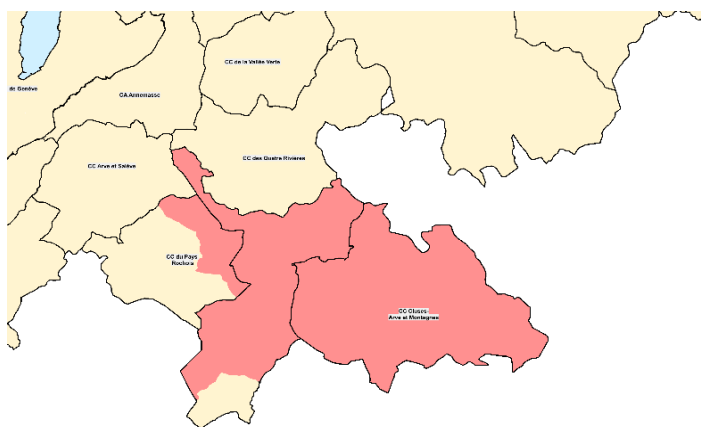 CC de la Vallée Verte
de Genève
CA Annemasse
CC des Quatre Rivières
CC Arve et Salève
CC du Pays
Rochois
CC Cluses-
Arve et Montagnes